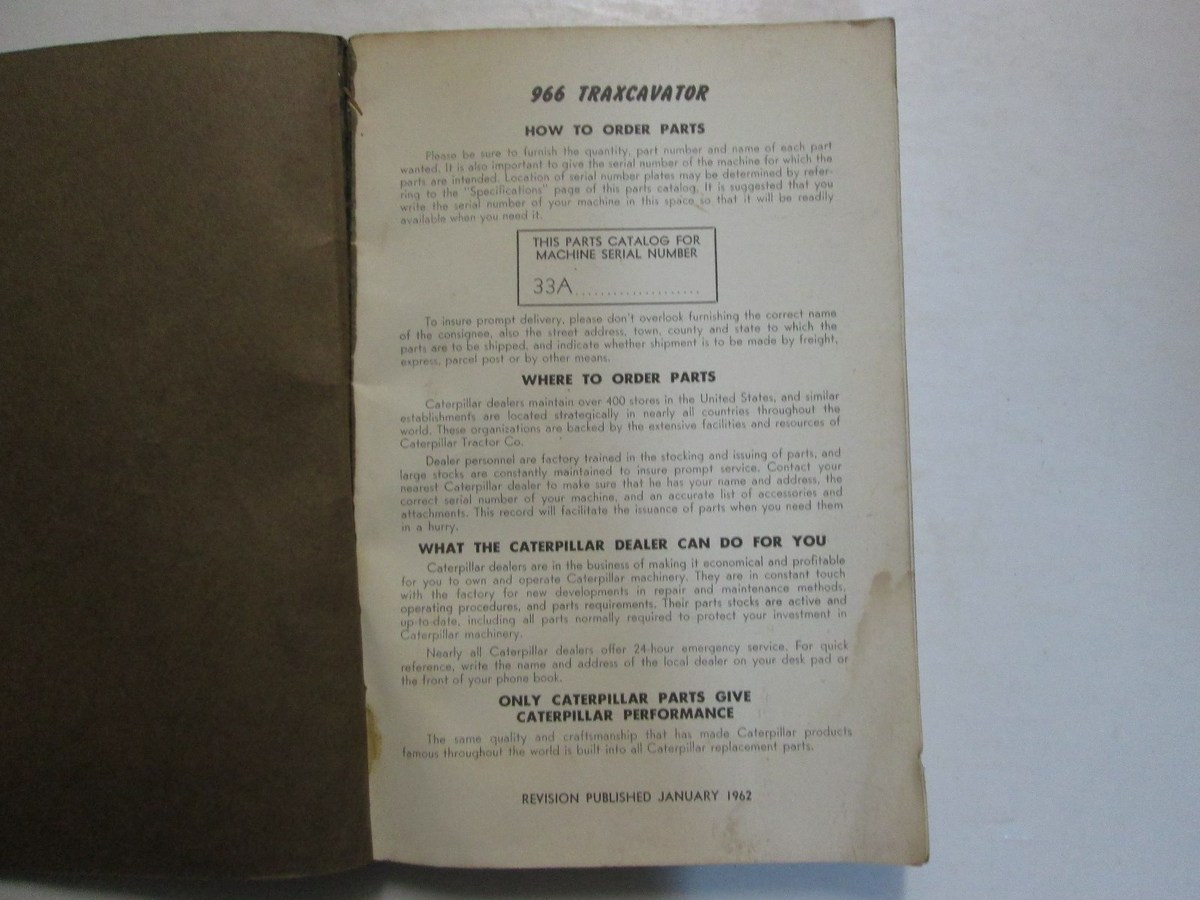 966 TRAXCAVATOR
HOW TO ORDER PARTS
Please be sure to furnish the quantity, part number and name of each part
wanted. It is also important to give the serial number of the machine for which the
parts are intended. Location of serial number plates may be determined by refer-
ring to the "Specifications" page of this parts catalog. It is suggested that you
write the serial number of your machine in this space so that it will be readily
available when you need it.
THIS PARTS CATALOG FOR
MACHINE SERIAL NUMBER
33A....................
To insure prompt delivery, please don't overlook furnishing the correct name
of the consignee, also the street address, town, county and state to which the
parts are to be shipped, and indicate whether shipment is to be made by freight,
express, parcel post or by other means.
WHERE TO ORDER PARTS
Caterpillar dealers maintain over 400 stores in the United States, and similar
establishments are located strategically in nearly all countries throughout the
world. These organizations are backed by the extensive facilities and resources of
Caterpillar Tractor Co.
Dealer personnel are factory trained in the stocking and issuing of parts, and
large stocks are constantly maintained to insure prompt service. Contact your
nearest Caterpillar dealer to make sure that he has your name and address, the
correct serial number of your machine, and an accurate list of accessories and
attachments. This record will facilitate the issuance of parts when you need them
in a hurry.
WHAT THE CATERPILLAR DEALER CAN DO FOR YOU
Caterpillar dealers are in the business of making it economical and profitable
for you to own and operate Caterpillar machinery. They are in constant touch
with the factory for new developments in repair and maintenance methods,
operating procedures, and parts requirements. Their parts stocks are active and
up-to-date, including all parts normally required to protect your investment in
Caterpillar machinery.
Nearly all Caterpillar dealers offer 24-hour emergency service. For quick
reference, write the name and address of the local dealer on your desk pad or
the front of your phone book.
ONLY CATERPILLAR PARTS GIVE
CATERPILLAR PERFORMANCE
The same quality and craftsmanship that has made Caterpillar products
famous throughout the world is built into all Caterpillar replacement parts.
REVISION PUBLISHED JANUARY 1962